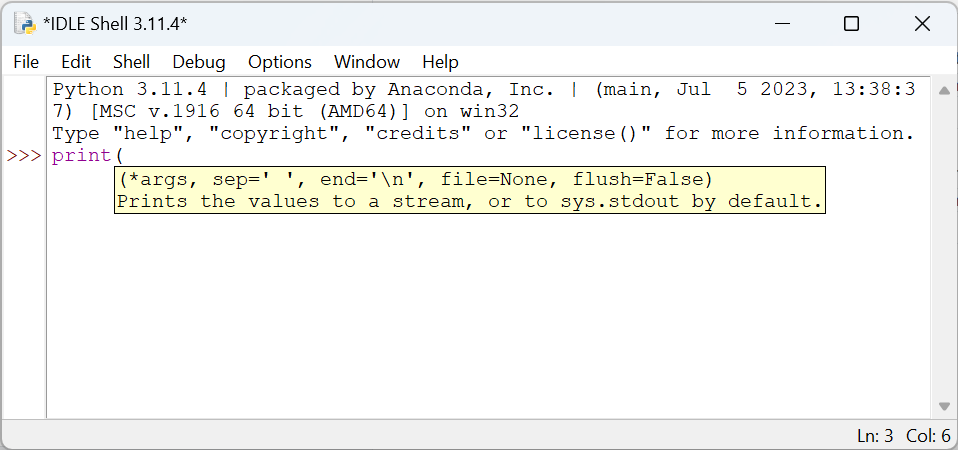 *IDLE Shell 3.11.4*
File Edit Shell Debug Options Window Help
Python 3.11.4 | packaged by Anaconda, Inc. | (main, Jul  5 2023, 13:38:3
7) [MSC v.1916 64 bit (AMD64)] on win32
Type "help", "copyright", "credits" or "license()" for more information.
>>> print(
(*args, sep=' ', end='\n', file=None, flush=False)
Prints the values to a stream, or to sys.stdout by default.
Ln: 3 Col: 6